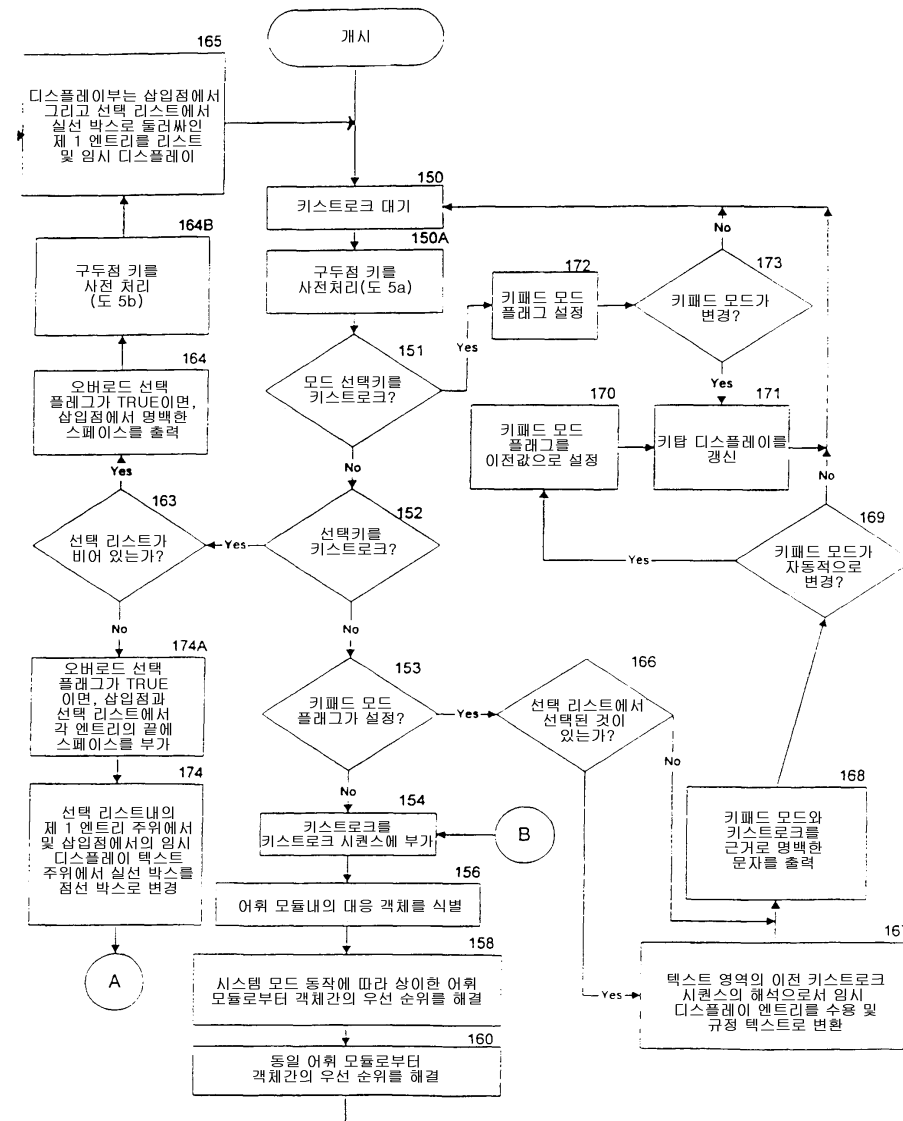 개시
165
디스플레이부는 삽입점에서
그리고 선택 리스트에서
실선 박스로 둘러싸인
제 1 엔트리를 리스트
및 임시 디스플레이
150
키스트로크 대기
164B
구두점 키를
사전 처리
(도 5b)
150A
구두점 키를
사전처리(도 5a)
172
키패드 모드
플래그 설정
No
173
키패드 모드가
변경?
Yes
151
모드 선택키를
키스트로크?
Yes
164
오버로드 선택
플레그가 TRUE이면,
삽입점에서 명백한
스페이스를 출력
170
키패드 모드
플래그를
이전값으로 설정
171
키탑 디스플레이를
갱신
No
No
Yes
163
선택 리스트가
비어 있는가?
Yes
152
선택키를
키스트로크?
169
키패드 모드가
자동적으로
변경?
Yes
No
No
174A
오버로드 선택
플래그가 TRUE
이면, 삽입점과
선택 리스트에서
각 엔트리의 끝에
스페이스를 부가
153
키패드 모드
플래그가 설정?
Yes
166
선택 리스트에서
선택된 것이
있는가?
No
No
174
선택 리스트내의
제 1 엔트리 주위에서
및 삽입점에서의 임시
디스플레이 텍스트
주위에서 실선 박스를
점선 박스로 변경
154
키스트로크를
키스트로크 시퀀스에 부가
B
168
키패드 모드와
키스트로크를
근거로 명백한
문자를 출력
156
어휘 모듈내의 대응 객체를 식별
A
158
시스템 모드 동작에 따라 상이한 어휘
모듈로부터 객체간의 우선 순위를 해결
Yes
167
텍스트 영역의 이전 키스트로크
시퀀스의 해석으로서 임시
디스플레이 엔트리를 수용 및
규정 텍스트로 변환
160
동일 어휘 모듈로부터
객체간의 우선 순위를 해결